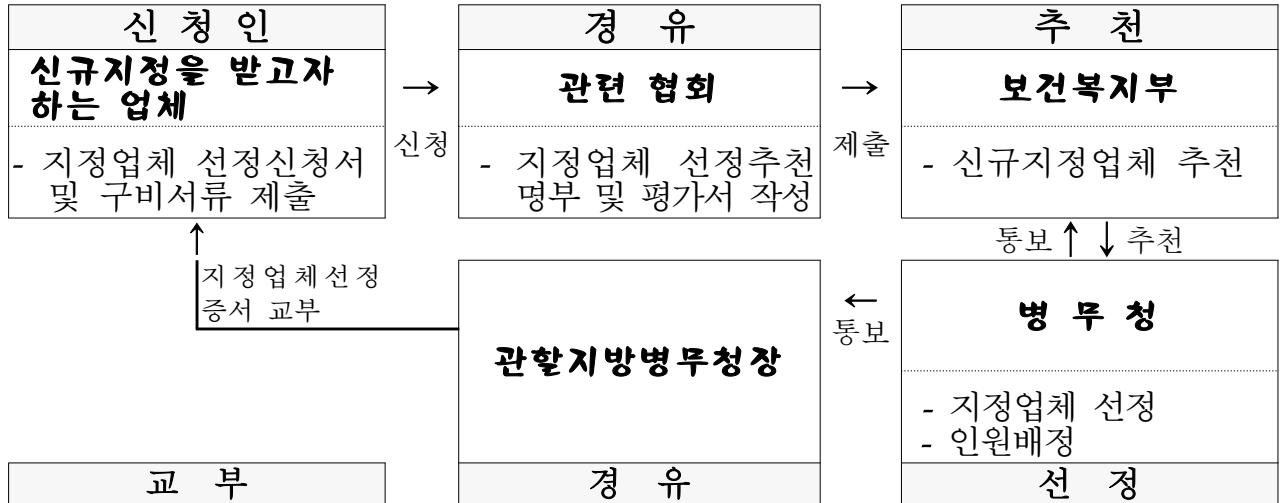 신 청 인
경 유
추 천
신규지정을 받고자
하는 업체
→
신청
관련 협회
→
제출
보건복지부
- 지정업체 선정신청서
및 구비서류 제출
- 지정업체 선정추천
명부 및 평가서 작성
- 신규지정업체 추천
↑
통보 ↑ ↓ 추천
지정업체선정
증서 교부
관할지방병무청장
←
통보
병 무 청
- 지정업체 선정
- 인원배정
교 부
경 유
선 정